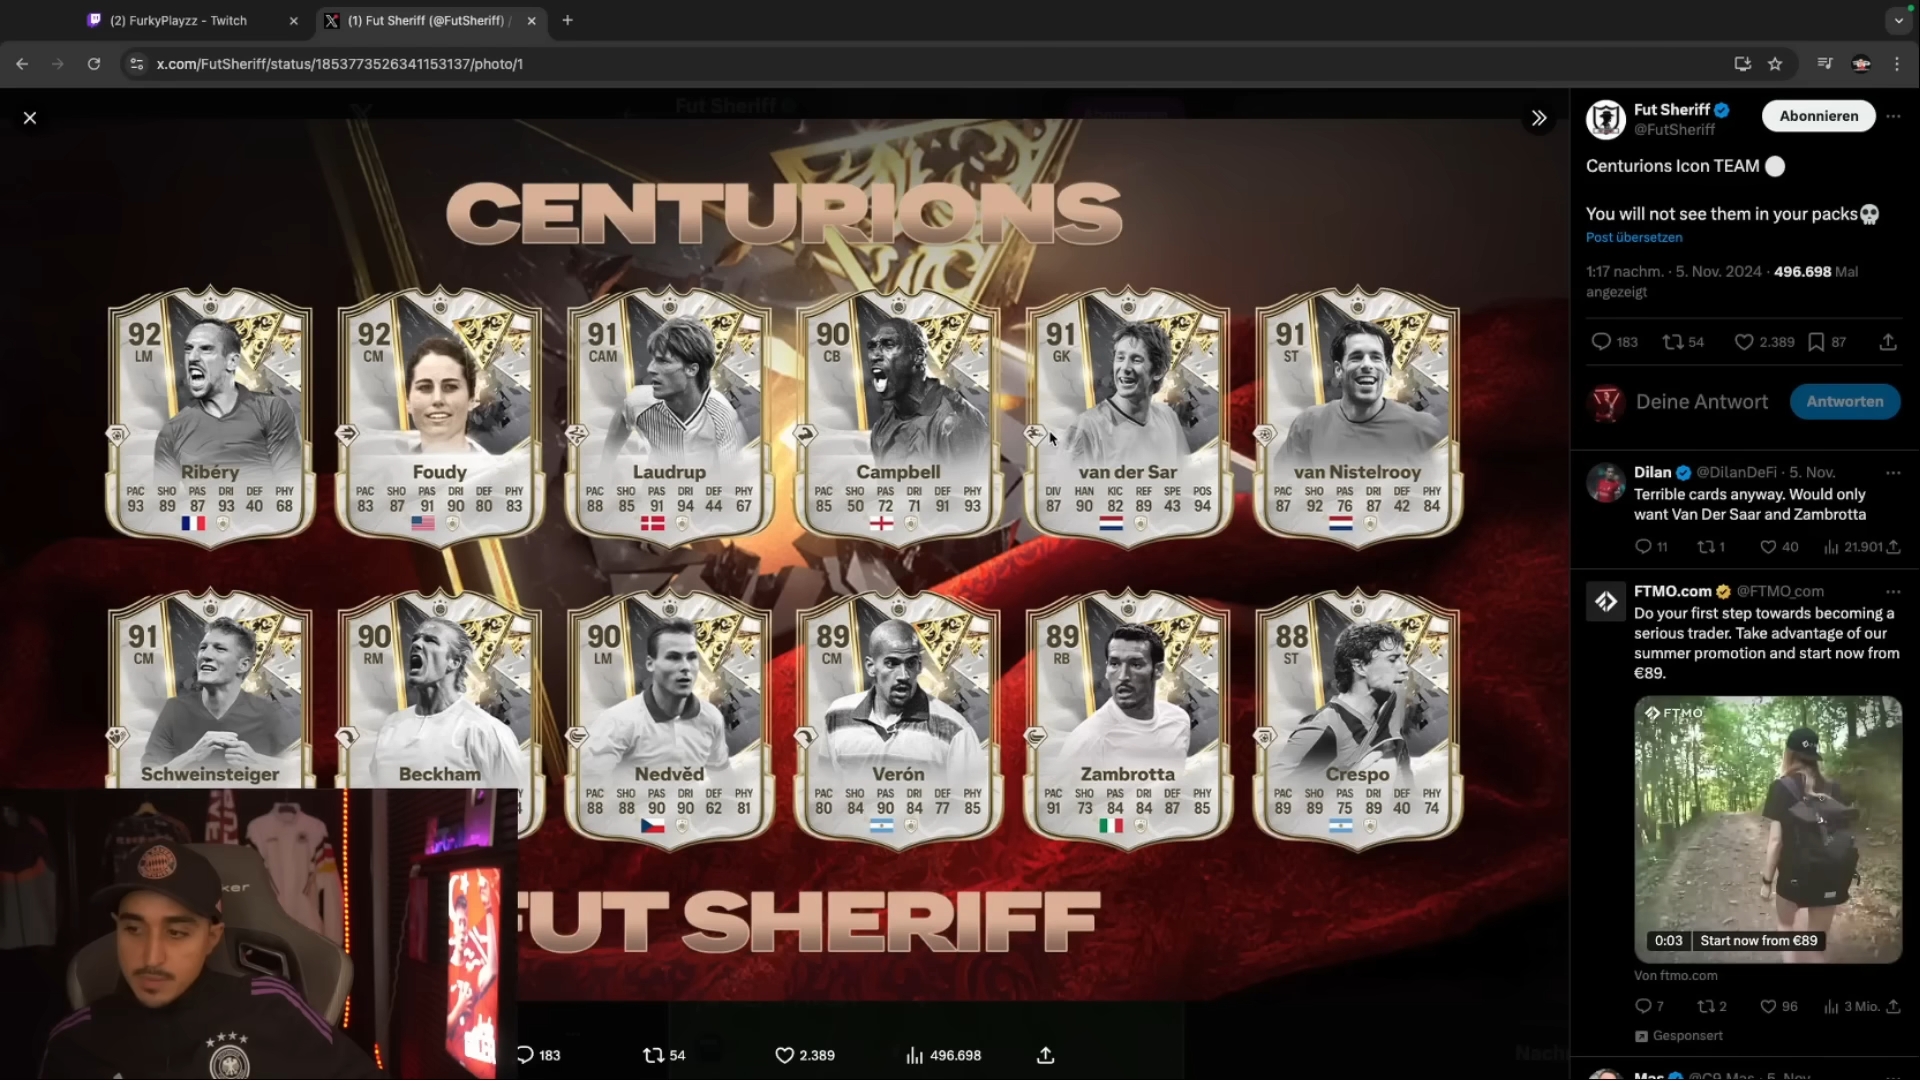 (2) FurkyPlayzz - Twitch
(1) Fut Sheriff (@FutSheriff) /
x.com/FutSheriff/status/1853773526341153137/photo/1
Fut Sheriff
CENTURIONS
92
LM
Ribéry
PAC SHO PAS DRI DEF PHY
93 89 87 93 40 68
92
CM
Foudy
PAC SHO PAS DRI DEF PHY
83 87 91 90 80 83
91
CAM
Laudrup
PAC SHO PAS DRI DEF PHY
88 85 91 94 44 67
90
CB
Campbell
PAC SHO PAS DRI DEF PHY
85 50 72 71 91 93
91
GK
van der Sar
DIV HAN KIC REF SPE POS
87 90 82 89 43 94
91
ST
van Nistelrooy
PAC SHO PAS DRI DEF PHY
87 92 76 87 42 84
91
CM
Schweinsteiger
90
RM
Beckham
90
LM
Nedvěd
PAC SHO PAS DRI DEF PHY
88 88 90 90 62 81
89
CM
Verón
PAC SHO PAS DRI DEF PHY
80 84 90 84 77 85
89
RB
Zambrotta
PAC SHO PAS DRI DEF PHY
91 73 84 84 87 85
88
ST
Crespo
PAC SHO PAS DRI DEF PHY
89 89 75 89 40 74
FUT SHERIFF
183 54 2.389 496.698
Fut Sheriff
@FutSheriff
Abonnieren
Centurions Icon TEAM
You will not see them in your packs
Post übersetzen
1:17 nachm. · 5. Nov. 2024 · 496.698 Mal
angezeigt
183 54 2.389 87
Deine Antwort
Antworten
Dilan @DilanDeFi · 5. Nov.
Terrible cards anyway. Would only
want Van Der Saar and Zambrotta
11 1 40 21.901
FTMO.com @FTMO_com
Do your first step towards becoming a
serious trader. Take advantage of our
summer promotion and start now from
€89.
FTMO
0:03 Start now from €89
Von ftmo.com
7 2 96 3 Mio.
Gesponsert